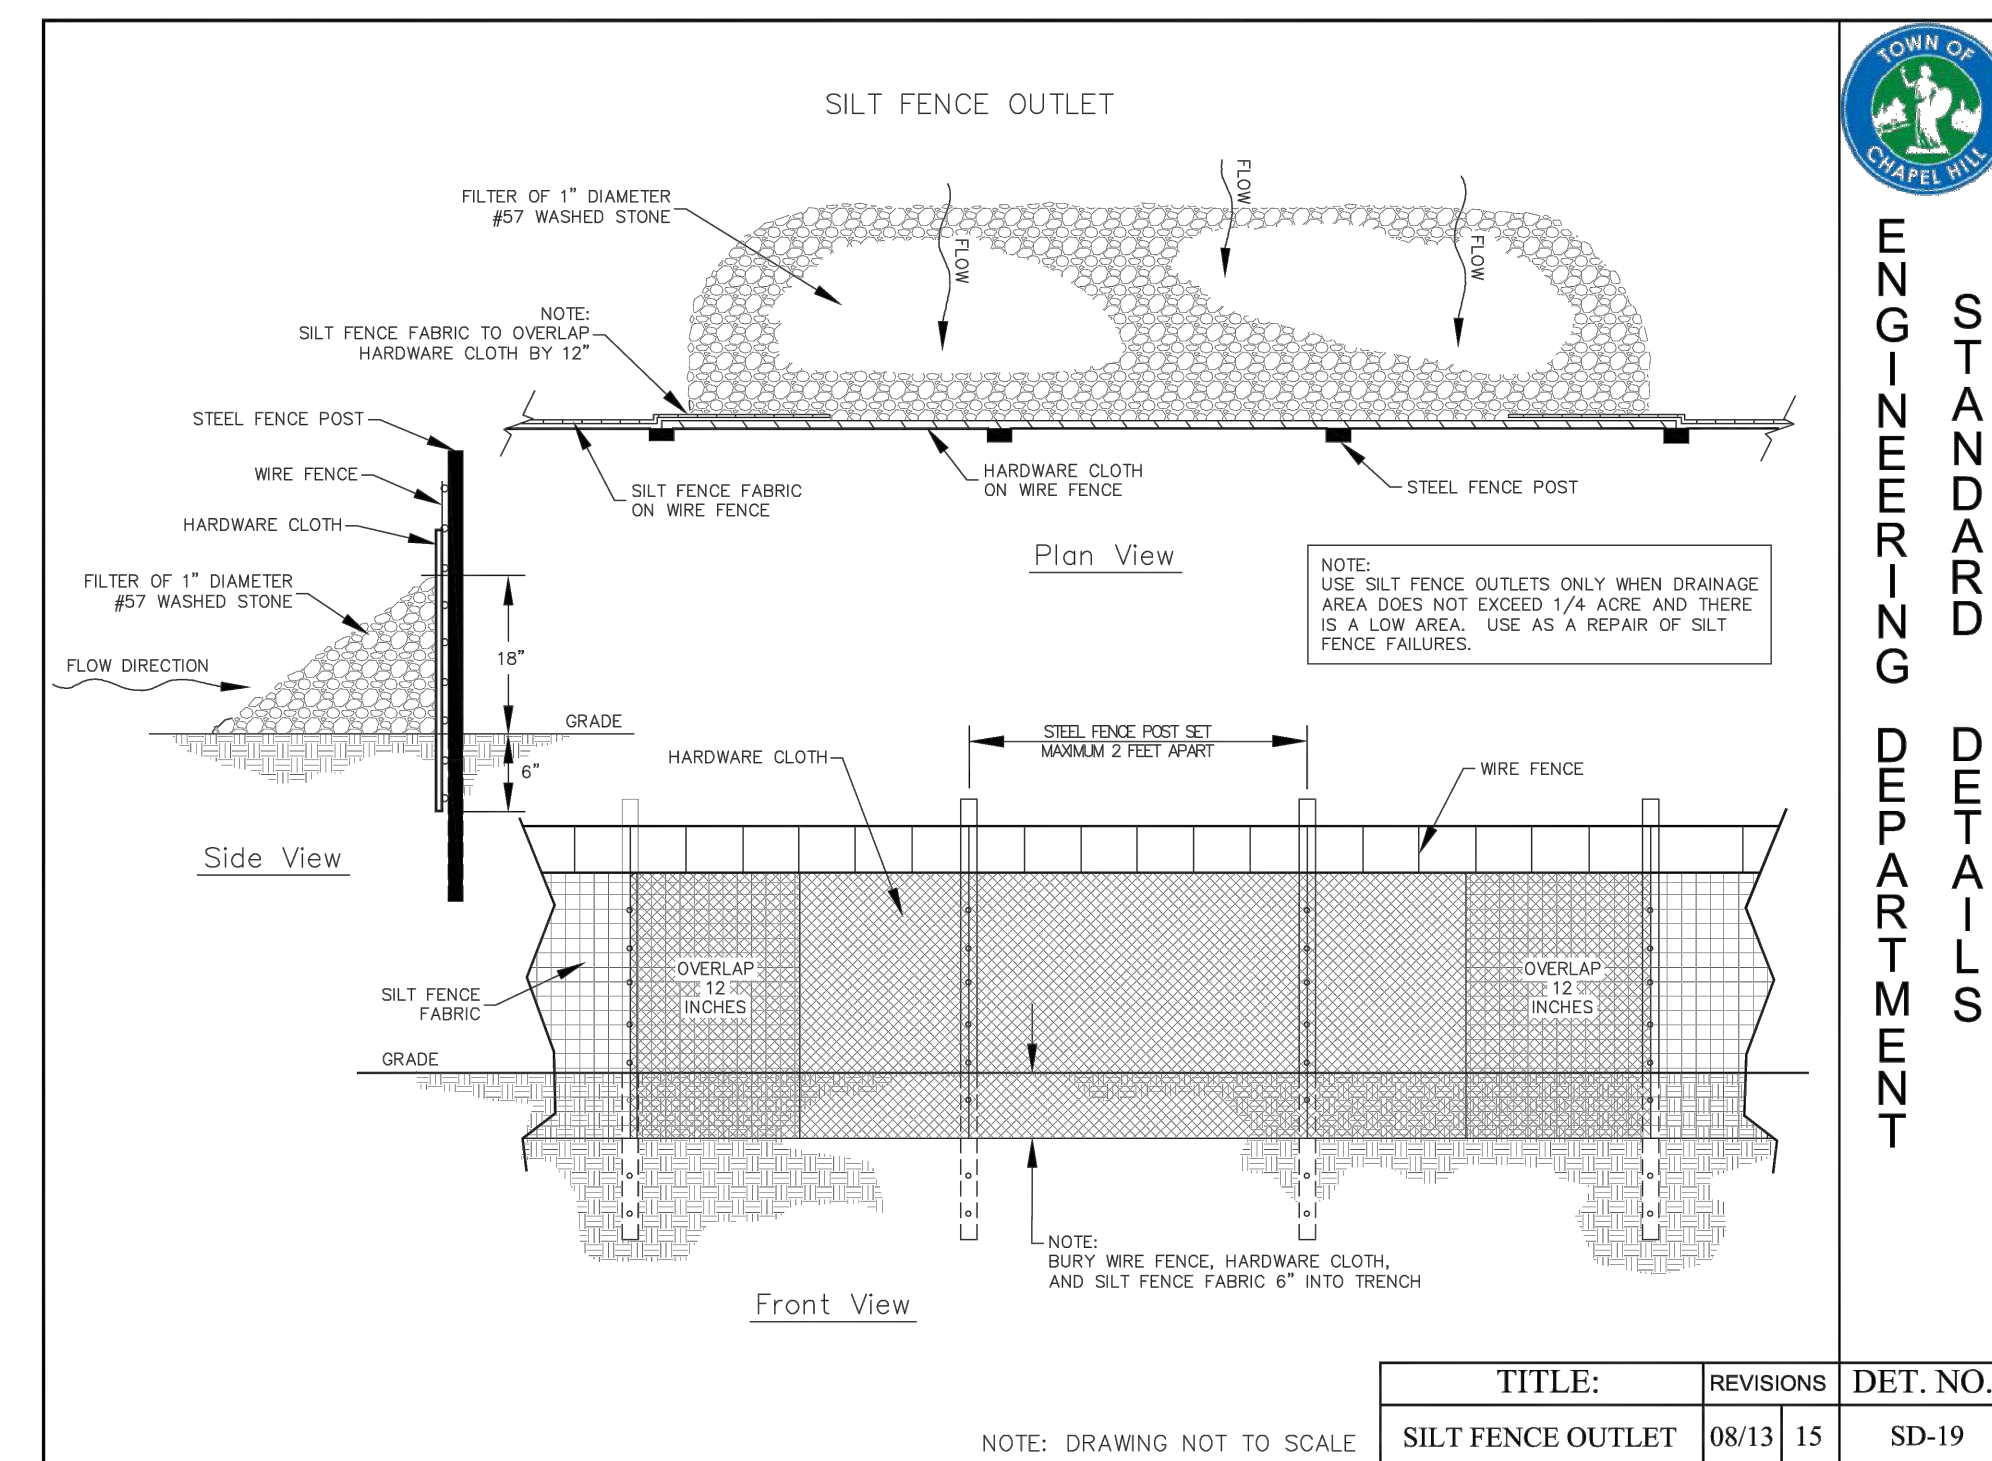 SILT FENCE OUTLET
TOWN OF
CHAPEL HILL
FILTER OF 1" DIAMETER
#57 WASHED STONE
FLOW
FLOW
FLOW
NOTE:
SILT FENCE FABRIC TO OVERLAP
HARDWARE CLOTH BY 12"
STEEL FENCE POST
WIRE FENCE
HARDWARE CLOTH
FILTER OF 1" DIAMETER
#57 WASHED STONE
FLOW DIRECTION
18"
GRADE
6"
Side View
SILT FENCE FABRIC
ON WIRE FENCE
HARDWARE CLOTH
ON WIRE FENCE
STEEL FENCE POST
Plan View
NOTE:
USE SILT FENCE OUTLETS ONLY WHEN DRAINAGE
AREA DOES NOT EXCEED 1/4 ACRE AND THERE
IS A LOW AREA. USE AS A REPAIR OF SILT
FENCE FAILURES.
STEEL FENCE POST SET
MAXIMUM 2 FEET APART
HARDWARE CLOTH
WIRE FENCE
OVERLAP
12
INCHES
OVERLAP
12
INCHES
SILT FENCE
FABRIC
GRADE
NOTE:
BURY WIRE FENCE, HARDWARE CLOTH,
AND SILT FENCE FABRIC 6" INTO TRENCH
Front View
NOTE: DRAWING NOT TO SCALE
ENGINEERING DEPARTMENT
STANDARD DETAILS
TITLE:
SILT FENCE OUTLET
REVISIONS
08/13 15
DET. NO.
SD-19